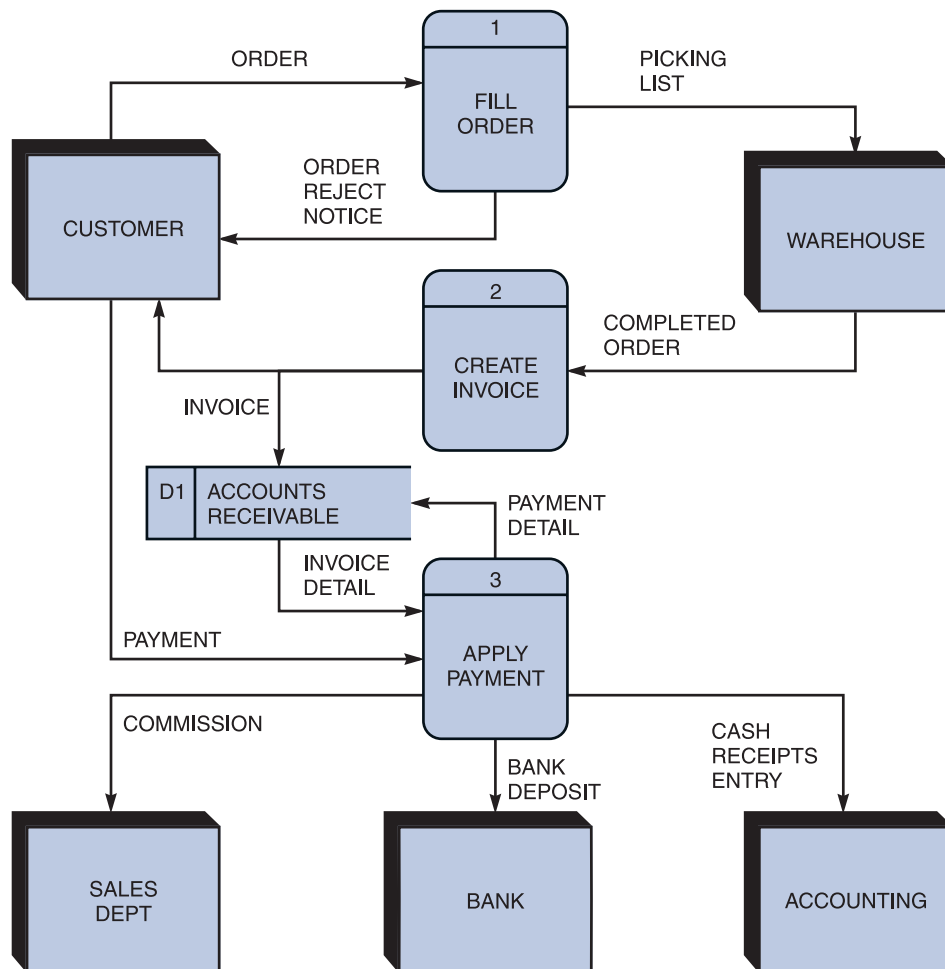 1
ORDER
PICKING
LIST
FILL
ORDER
ORDER
REJECT
NOTICE
CUSTOMER
WAREHOUSE
2
COMPLETED
ORDER
CREATE
INVOICE
INVOICE
D1
ACCOUNTS
RECEIVABLE
PAYMENT
DETAIL
INVOICE
DETAIL
3
PAYMENT
APPLY
PAYMENT
COMMISSION
BANK
DEPOSIT
CASH
RECEIPTS
ENTRY
SALES
DEPT
BANK
ACCOUNTING